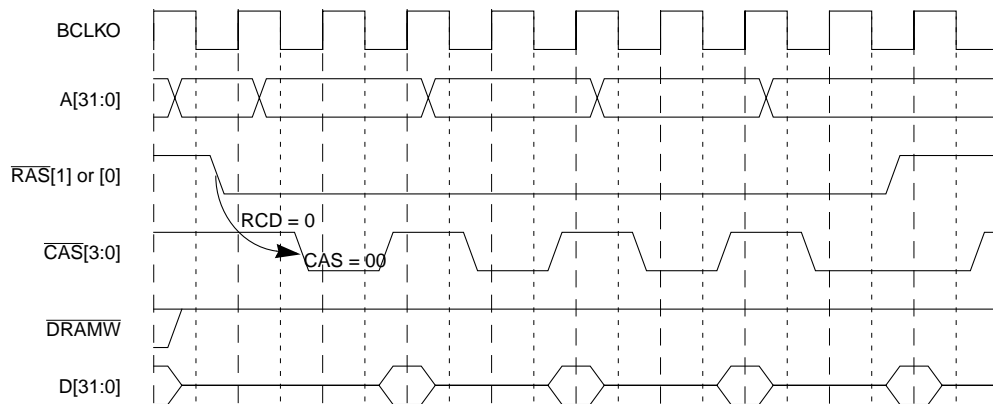 BCLKO
A[31:0]
RAS[1] or [0]
RCD = 0
CAS[3:0]
CAS = 00
DRAMW
D[31:0]